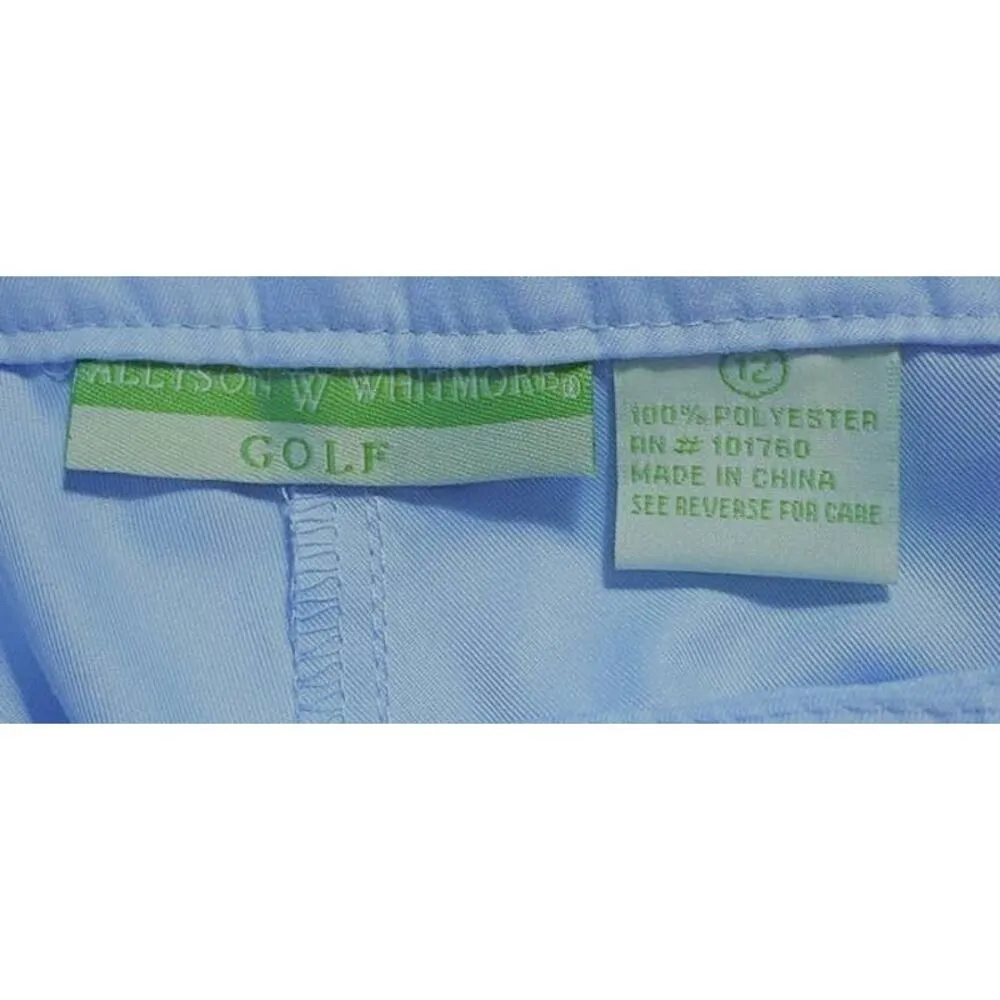 ALLYSON W WHITMORE®
GOLF
12
100% POLYESTER
RN # 101760
MADE IN CHINA
SEE REVERSE FOR CARE